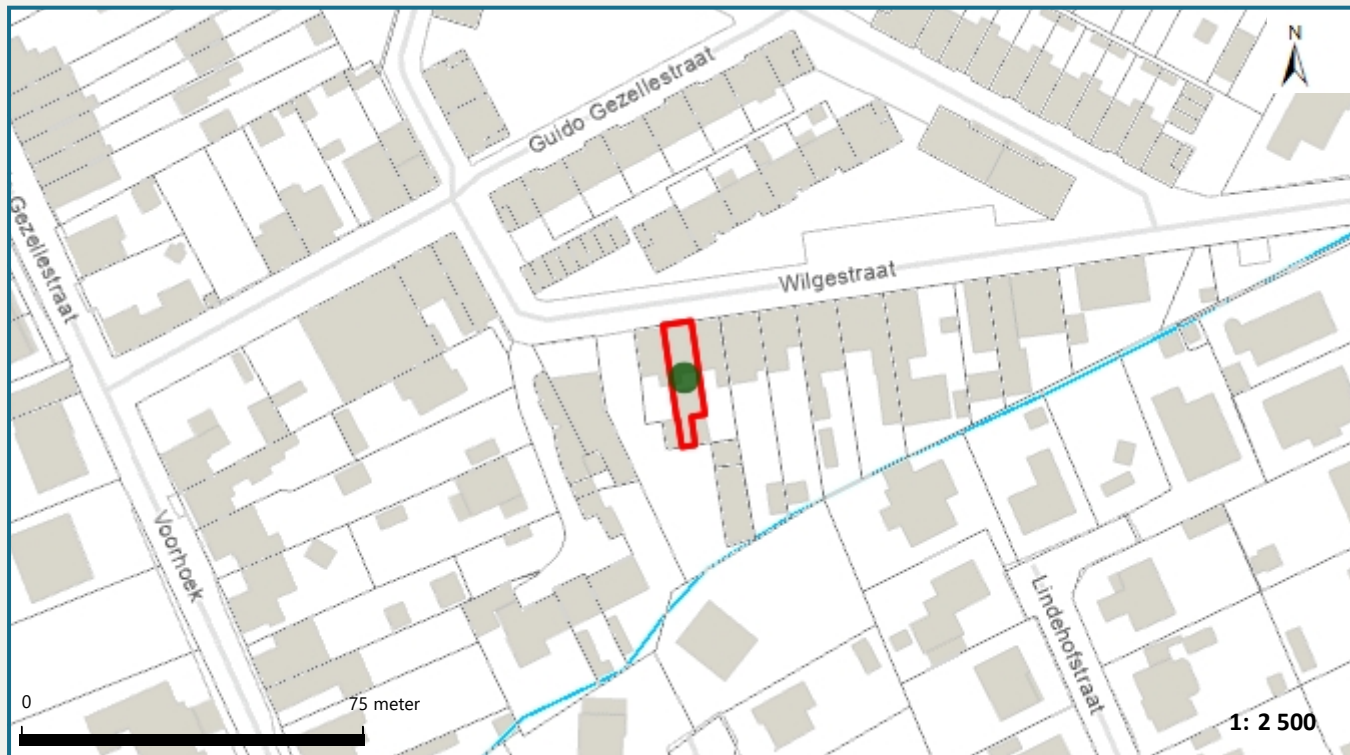 N
Guido Gezellestraat
Gezellestraat
Wilgestraat
Voorhoek
Lindehofstraat
0
75 meter
1: 2 500